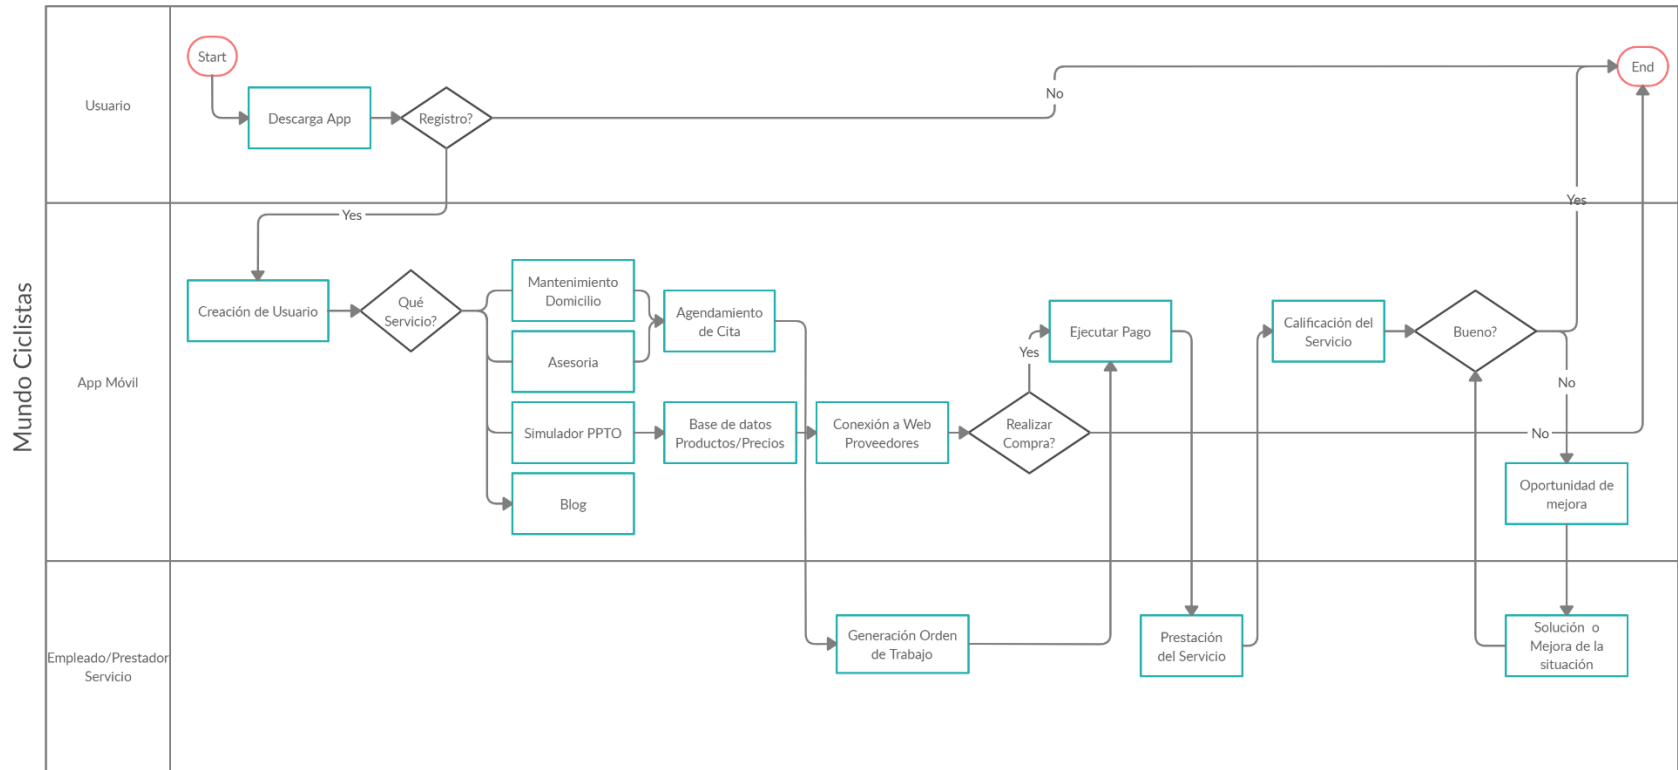 Mundo Ciclistas
Usuario
Start
Descarga App
Registro?
No
End
Yes
Yes
App Móvil
Creación de Usuario
Qué
Servicio?
Mantenimiento
Domicilio
Asesoria
Simulador PPTO
Blog
Agendamiento
de Cita
Base de datos
Productos/Precios
Conexión a Web
Proveedores
Realizar
Compra?
Yes
Ejecutar Pago
No
Calificación del
Servicio
Bueno?
No
Oportunidad de
mejora
Empleado/Prestador
Servicio
Generación Orden
de Trabajo
Prestación
del Servicio
Solución o
Mejora de la
situación